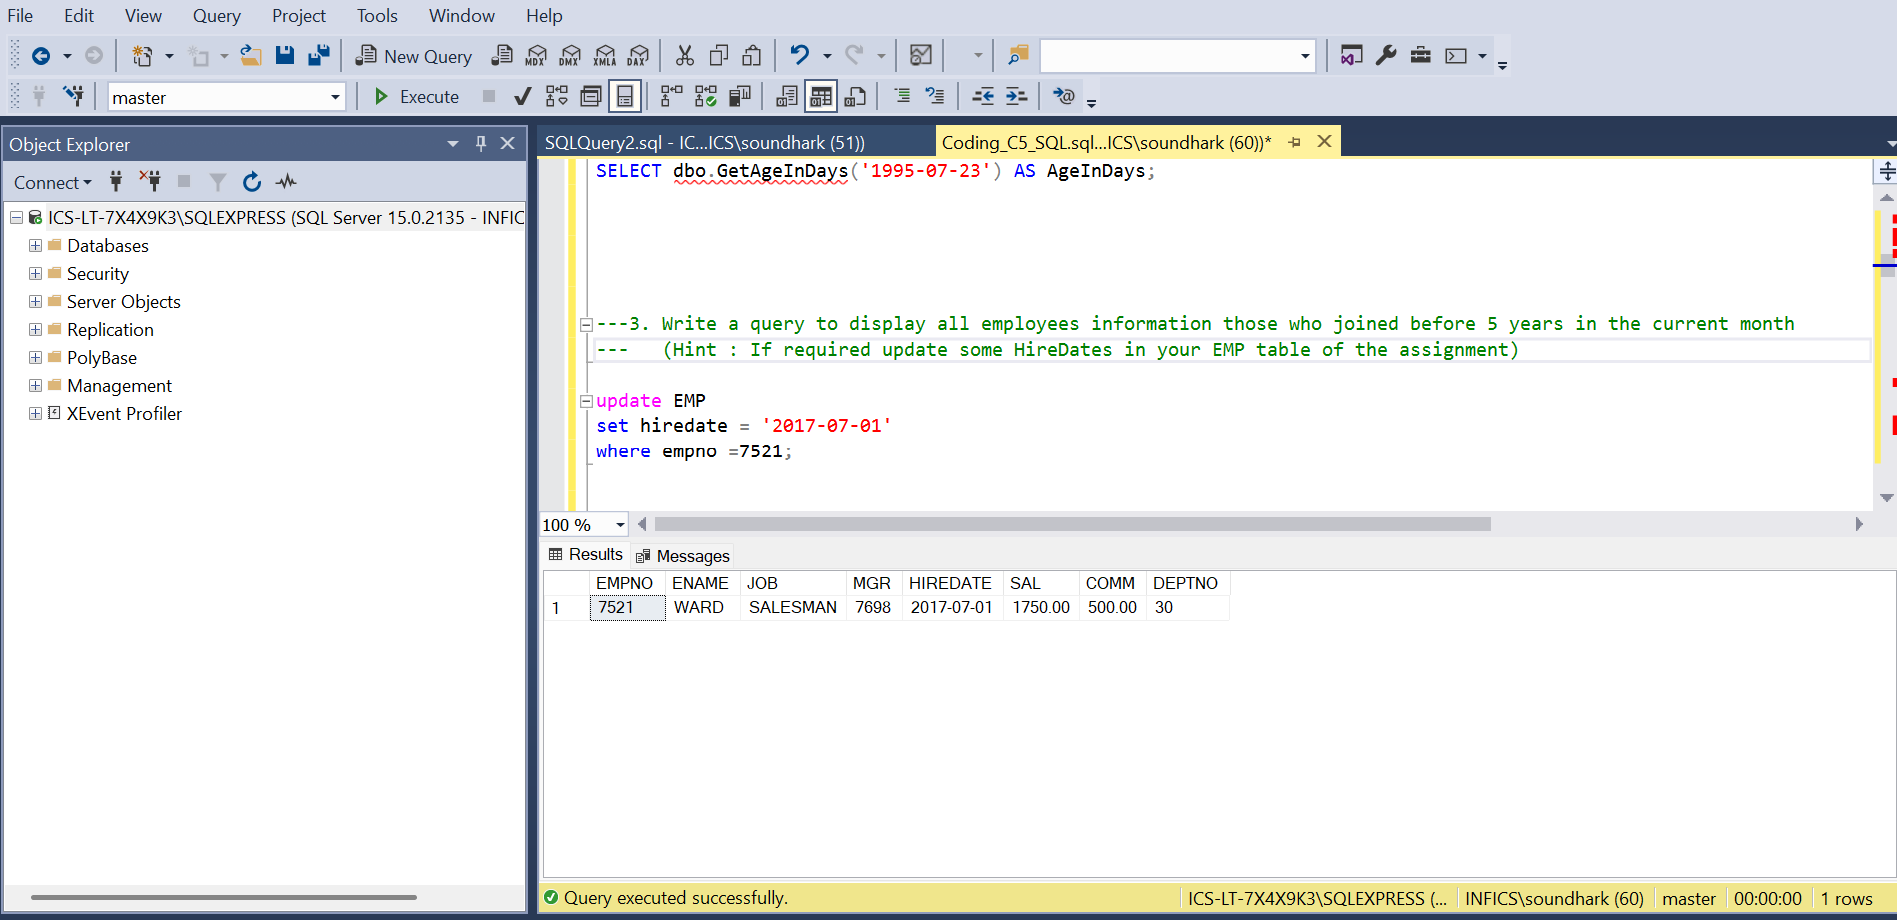 File Edit View Query Project Tools Window Help
New Query MDX DMX XMLA DAX
master Execute
Object Explorer
Connect
ICS-LT-7X4X9K3\SQLEXPRESS (SQL Server 15.0.2135 - INFIC
Databases
Security
Server Objects
Replication
PolyBase
Management
XEvent Profiler
SQLQuery2.sql - IC...ICS\soundhark (51)) Coding_C5_SQL.sql...ICS\soundhark (60))*
SELECT dbo.GetAgeInDays('1995-07-23') AS AgeInDays;
---3. Write a query to display all employees information those who joined before 5 years in the current month
--- (Hint : If required update some HireDates in your EMP table of the assignment)
update EMP
set hiredate = '2017-07-01'
where empno =7521;
100 %
Results Messages
EMPNO ENAME JOB MGR HIREDATE SAL COMM DEPTNO
1 7521 WARD SALESMAN 7698 2017-07-01 1750.00 500.00 30
Query executed successfully. ICS-LT-7X4X9K3\SQLEXPRESS (... INFICS\soundhark (60) master 00:00:00 1 rows